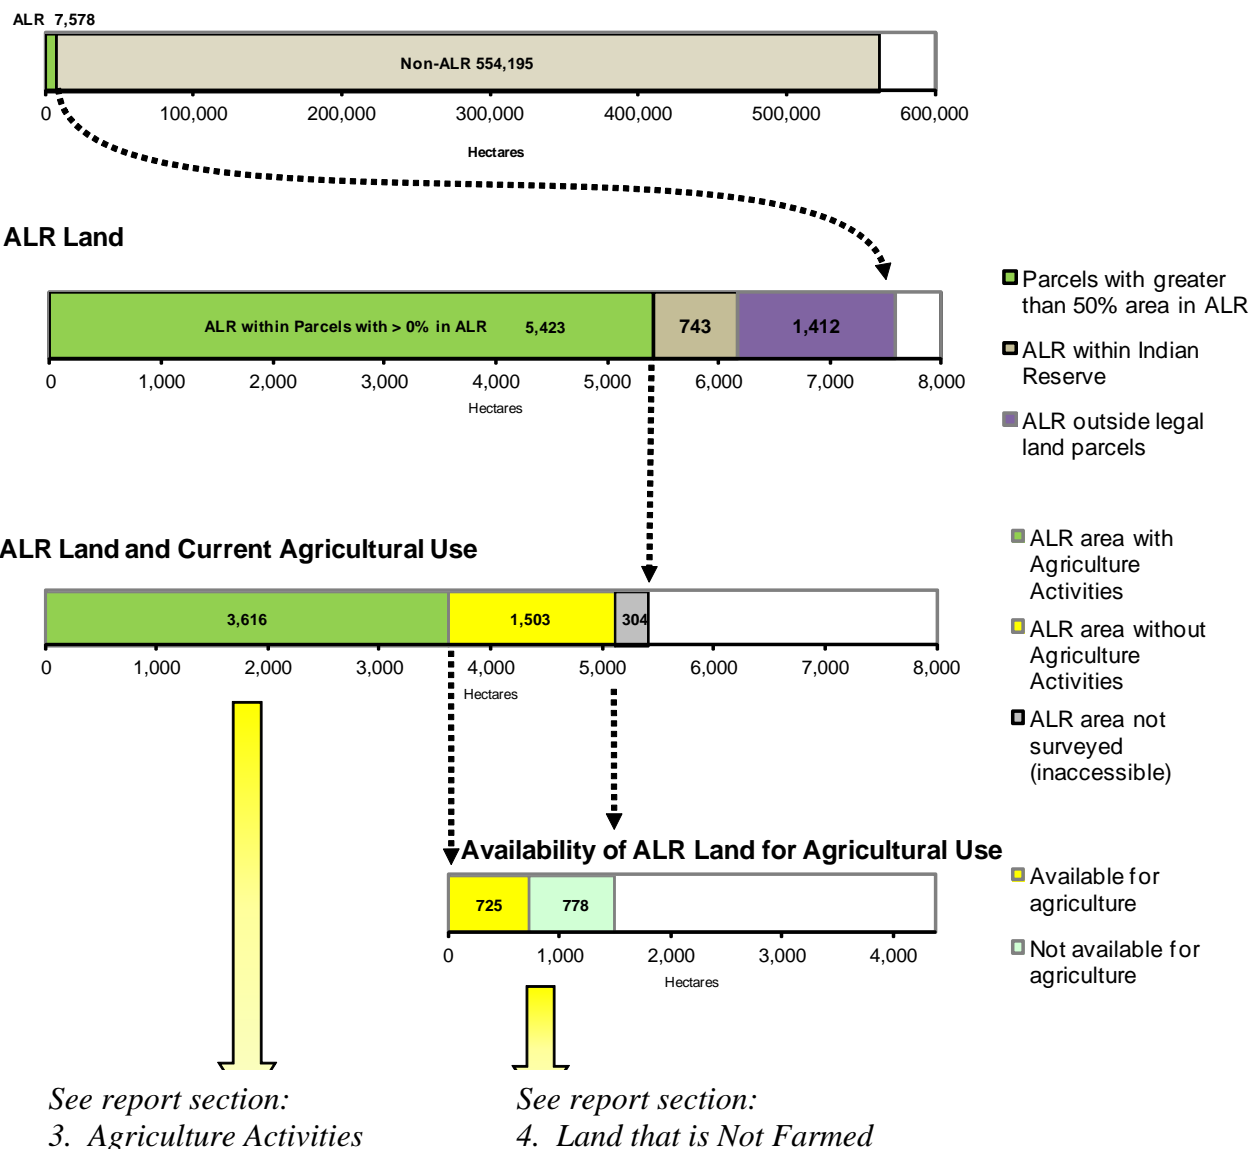 ALR 7,578
Non-ALR 554,195
0 100,000 200,000 300,000 400,000 500,000 600,000
Hectares
ALR Land
ALR within Parcels with > 0% in ALR 5,423 743 1,412
0 1,000 2,000 3,000 4,000 5,000 6,000 7,000 8,000
Hectares
Parcels with greater
than 50% area in ALR
ALR within Indian
Reserve
ALR outside legal
land parcels
ALR Land and Current Agricultural Use
3,616 1,503 304
0 1,000 2,000 3,000 4,000 5,000 6,000 7,000 8,000
Hectares
ALR area with
Agriculture
Activities
ALR area without
Agriculture
Activities
ALR area not
surveyed
(inaccessible)
Availability of ALR Land for Agricultural Use
725 778
0 1,000 2,000 3,000 4,000
Hectares
Available for
agriculture
Not available for
agriculture
See report section:
3. Agriculture Activities
See report section:
4. Land that is Not Farmed